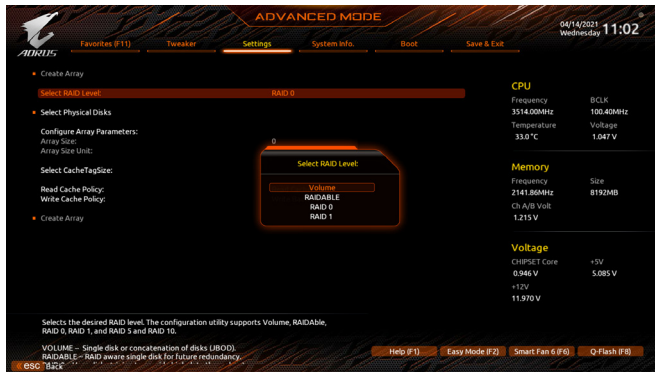 ADVANCED MODE
04/14/2021
Wednesday
11:02
AORUS
Favorites (F11)
Tweaker
Settings
System Info.
Boot
Save & Exit
Create Array
Select RAID Level:
RAID 0
Select Physical Disks
Configure Array Parameters:
Array Size:
0
Array Size Unit:
Select CacheTagSize:
Read Cache Policy:
Write Cache Policy:
Create Array
Select RAID Level:
Volume
RAIDABLE
RAID 0
RAID 1
CPU
Frequency
BCLK
3514.00MHz
100.40MHz
Temperature
Voltage
33.0 °C
1.047 V
Memory
Frequency
Size
2141.86MHz
8192MB
Ch A/B Volt
1.215 V
Voltage
CHIPSET Core
+5V
0.946 V
5.085 V
+12V
11.970 V
Selects the desired RAID level. The configuration utility supports Volume, RAIDAble,
RAID 0, RAID 1, and RAID 5 and RAID 10.
VOLUME – Single disk or concatenation of disks (JBOD).
RAIDABLE – RAID aware single disk for future redundancy.
esc Back
Help (F1)
Easy Mode (F2)
Smart Fan 6 (F6)
Q-Flash (F8)